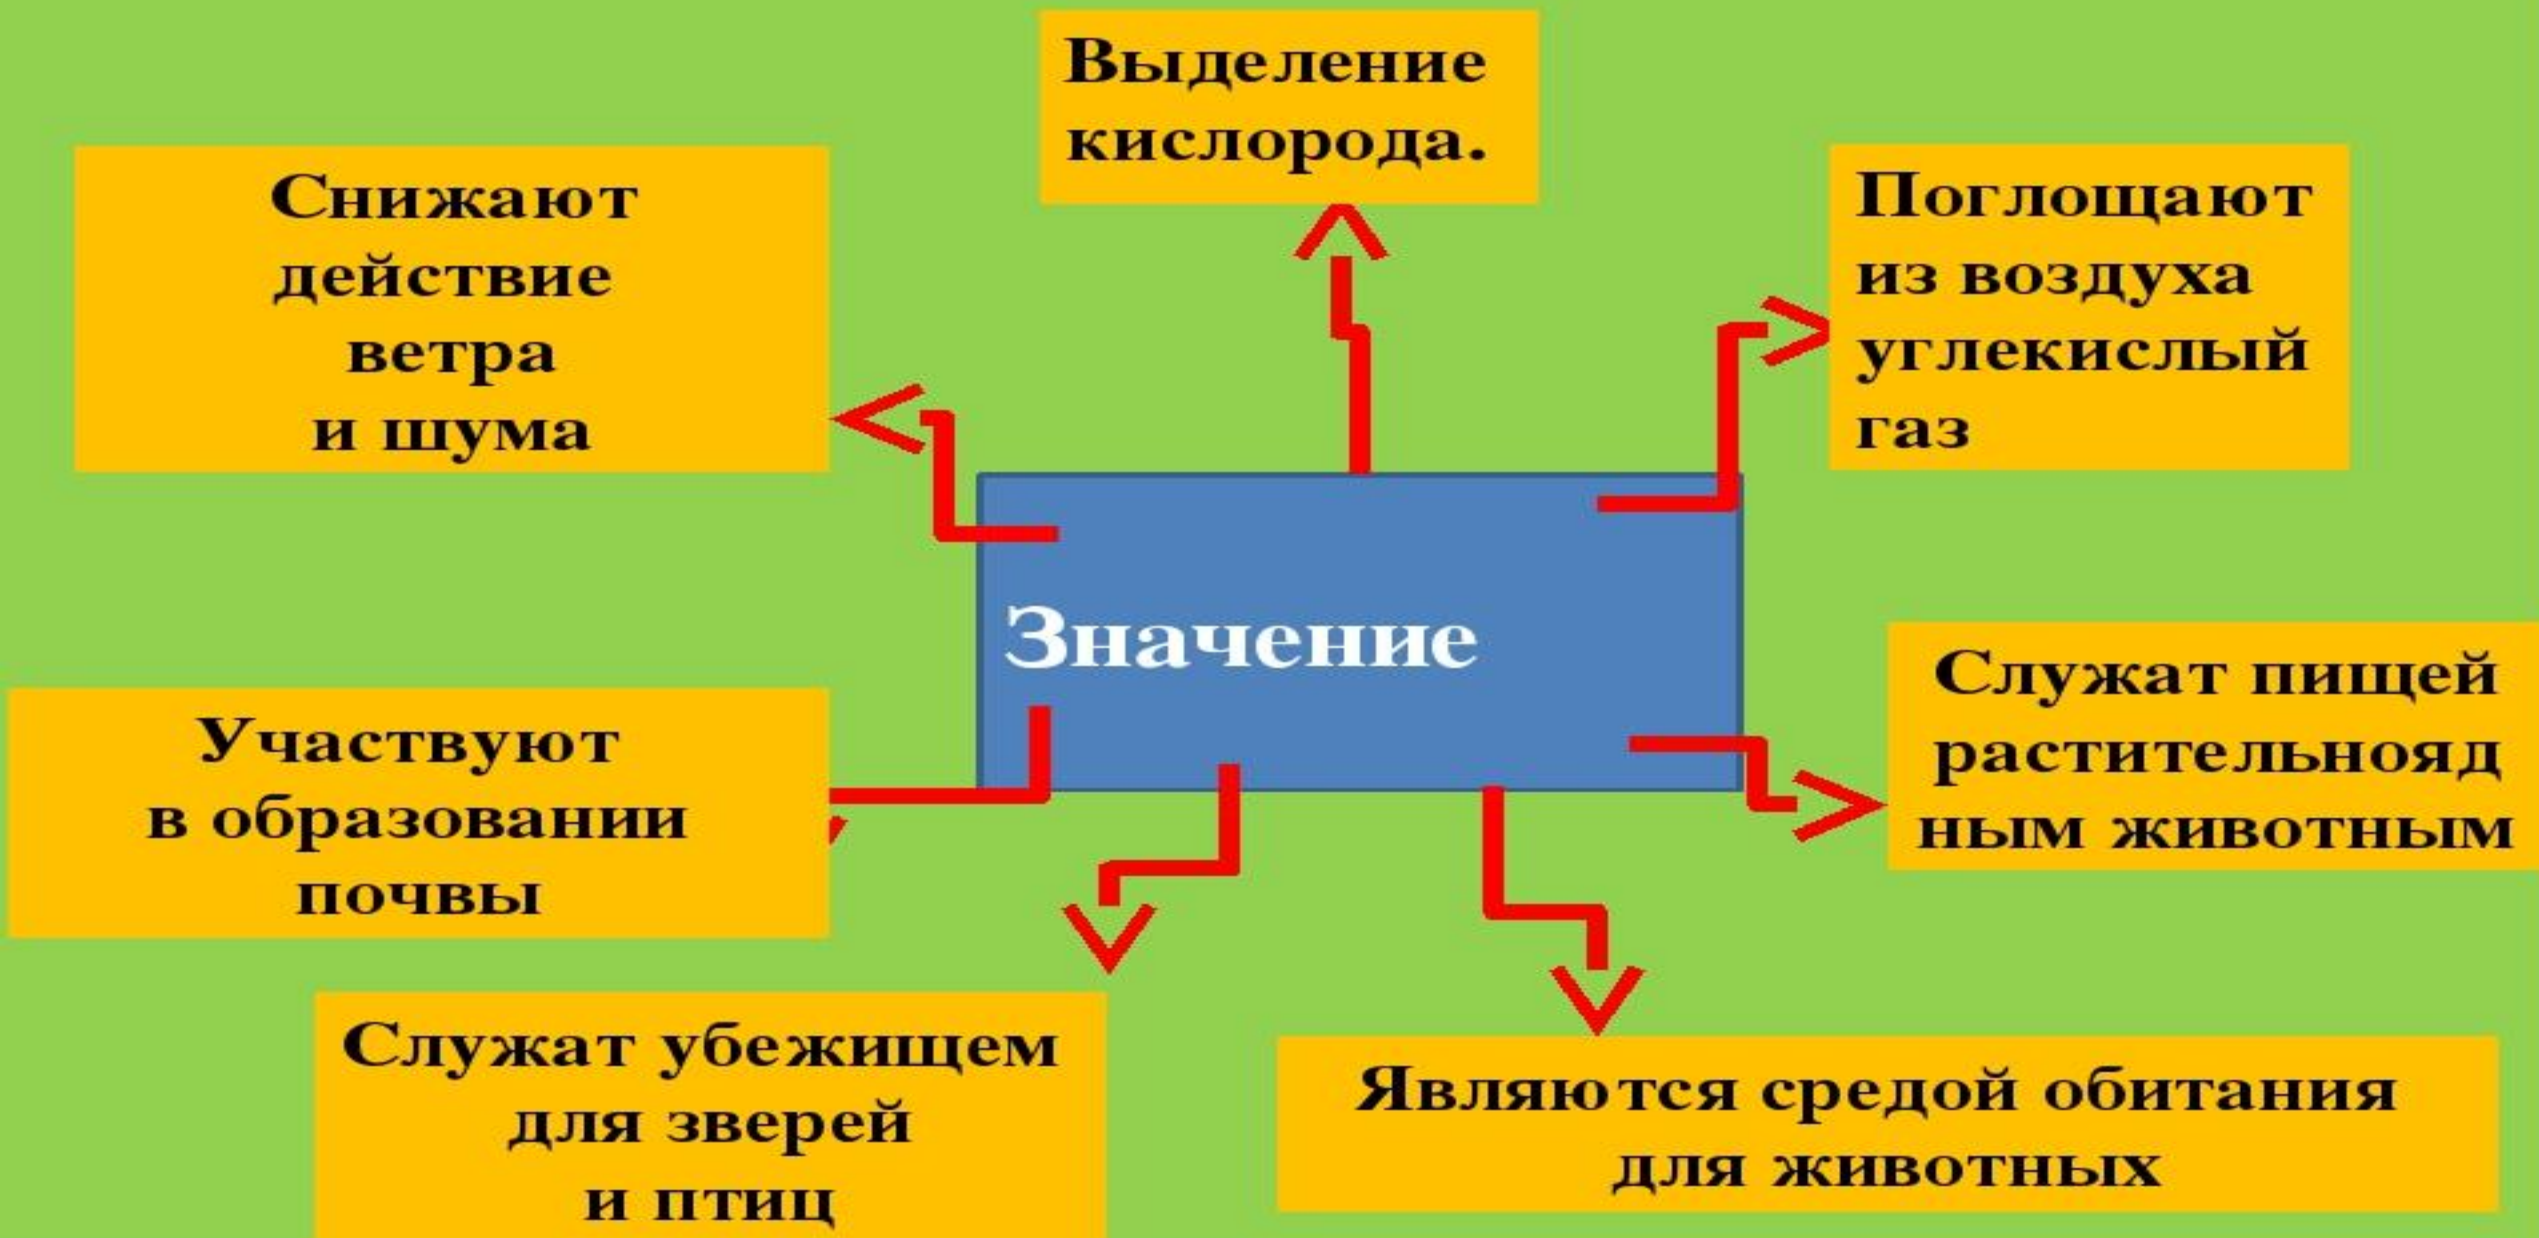 Выделение
кислорода.
Снижают
действие
ветра
и шума
Поглощают
из воздуха
углекислый
газ
Значение
Служат пищей
растительнояд
ным животным
Участвуют
в образовании
почвы
Служат убежищем
для зверей
и птиц
Являются средой обитания
для животных